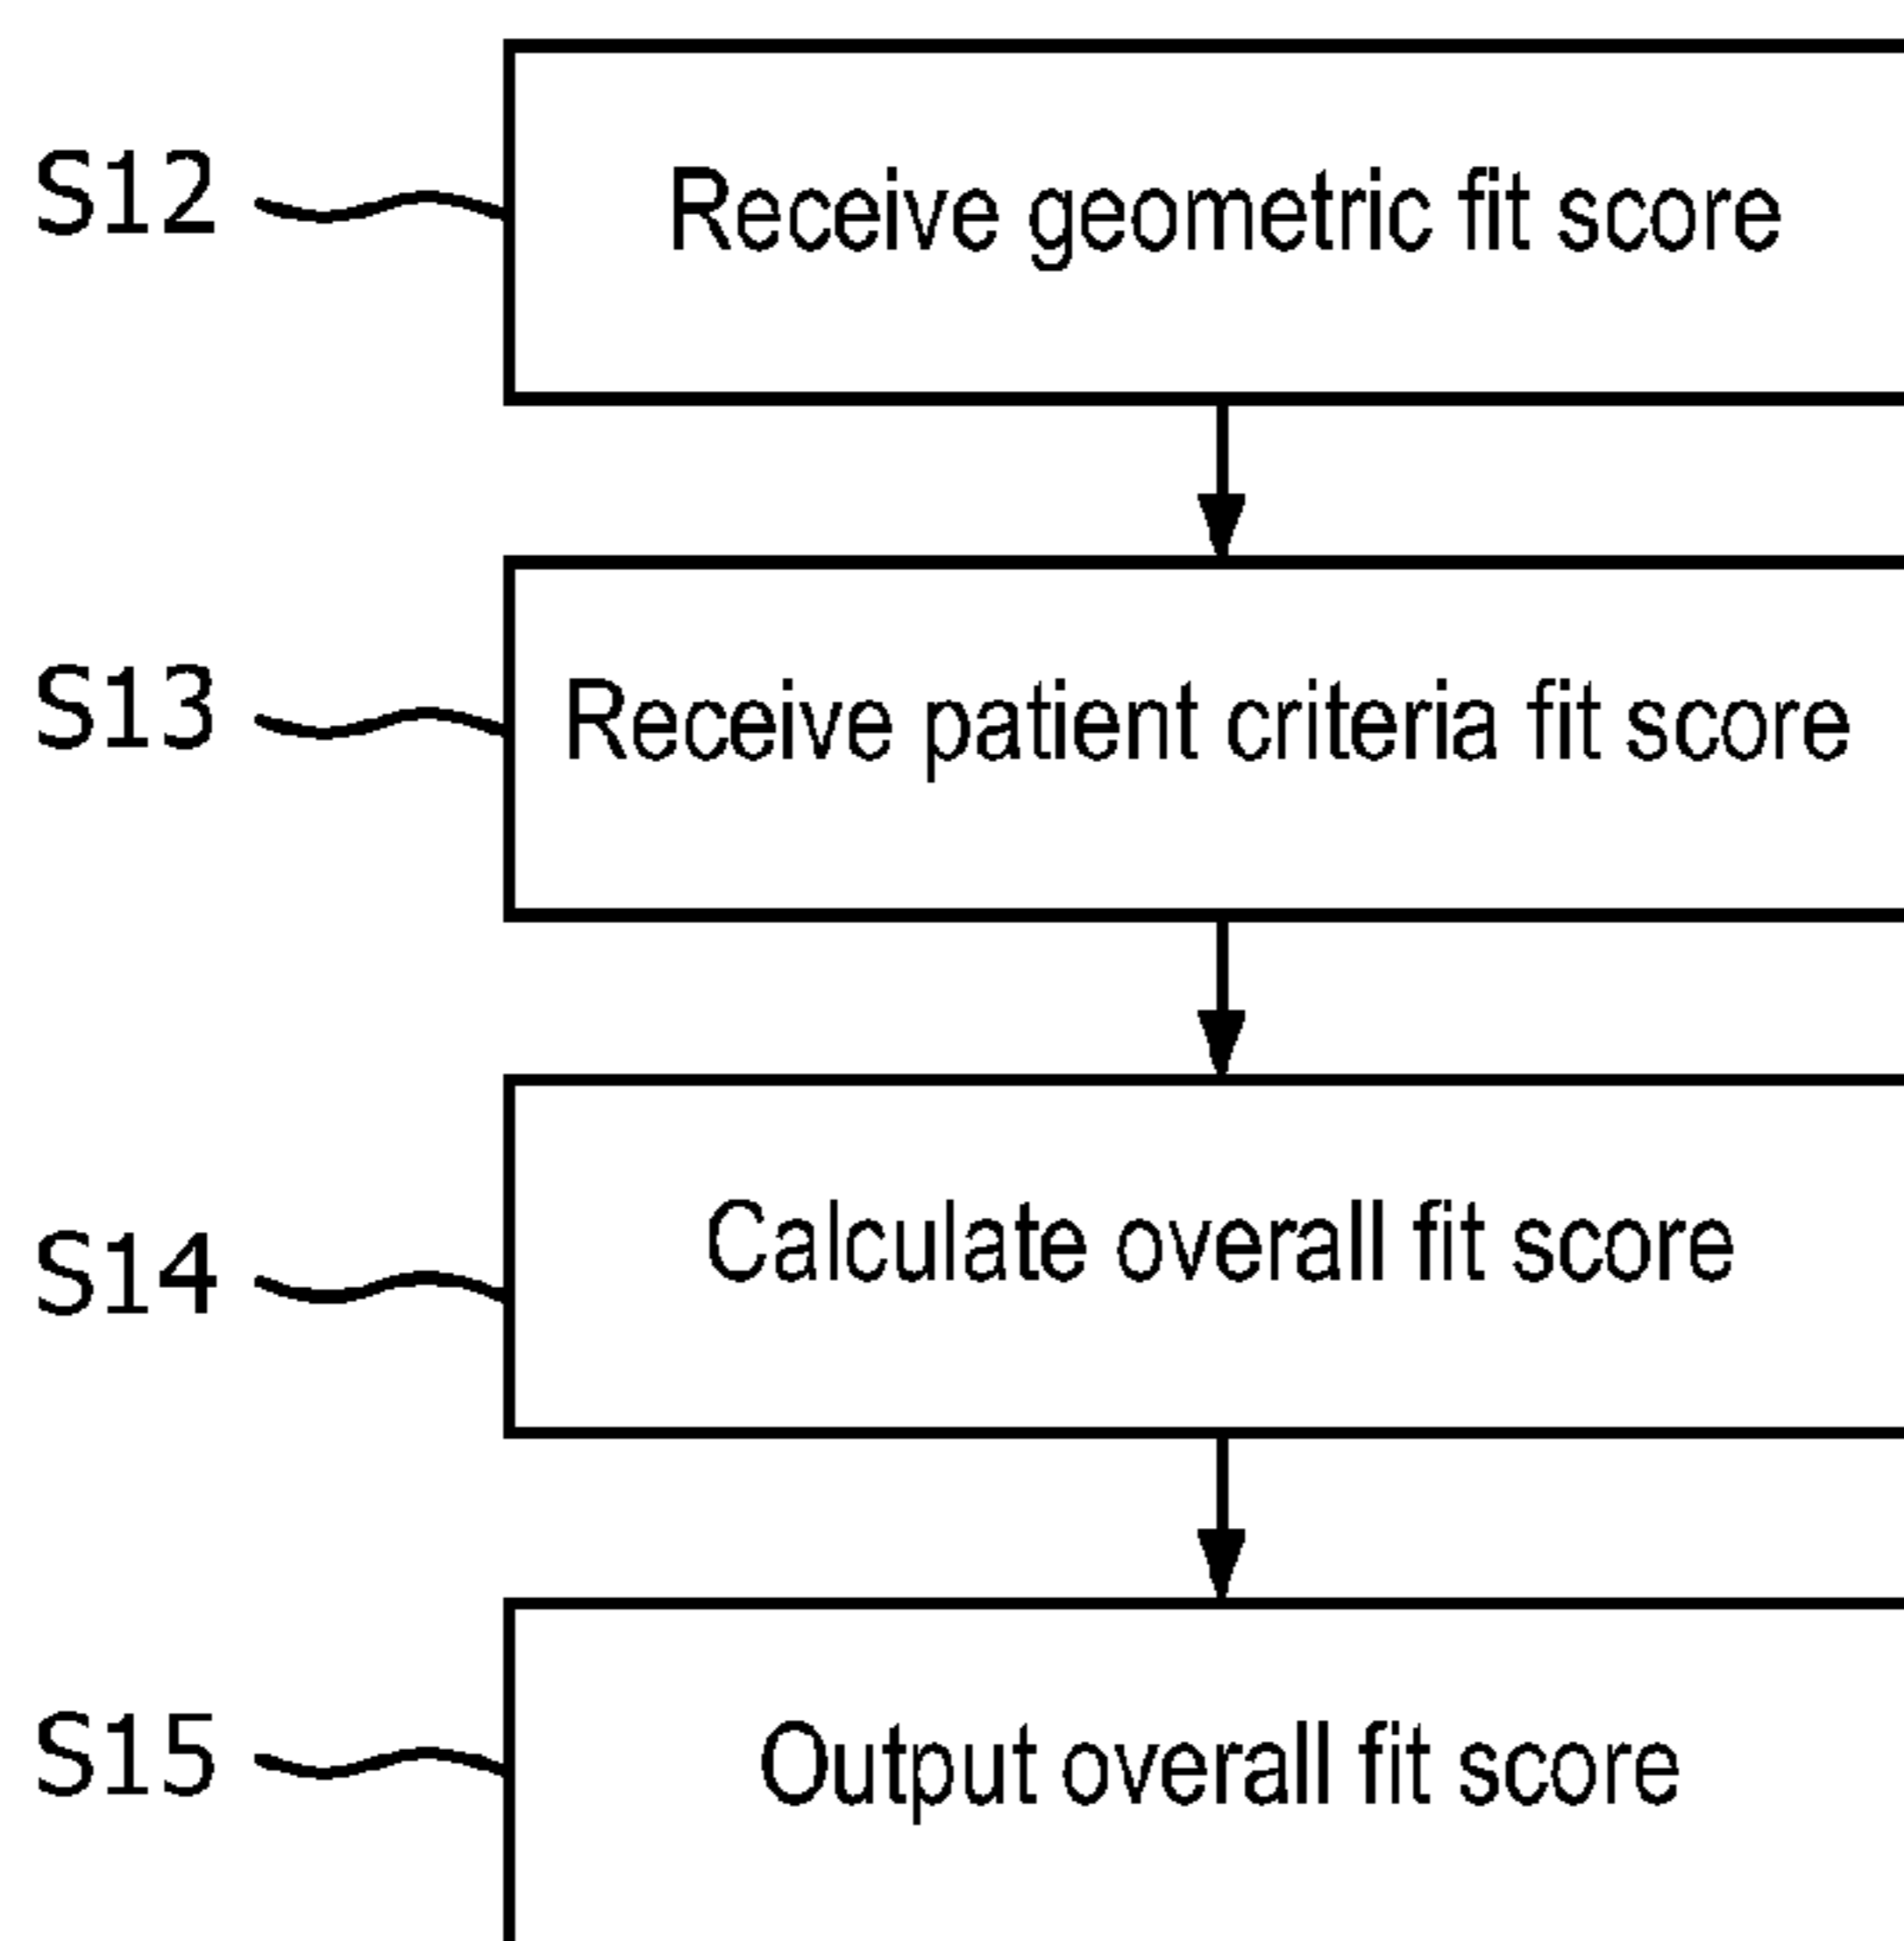 S12 Receive geometric fit score
S13 Receive patient criteria fit score
S14 Calculate overall fit score
S15 Output overall fit score